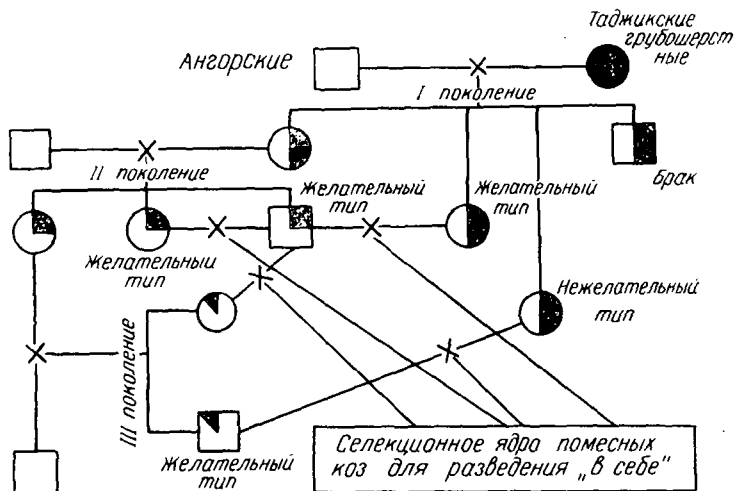 Таджикские
грубошерст
ные
Ангорские
I поколение
II поколение
Брак
Желательный
тип
Желательный
тип
Желательный
тип
Нежелательный
тип
III поколение
Желательный
тип
Селекционное ядро помесных
коз для разведения „в себе"